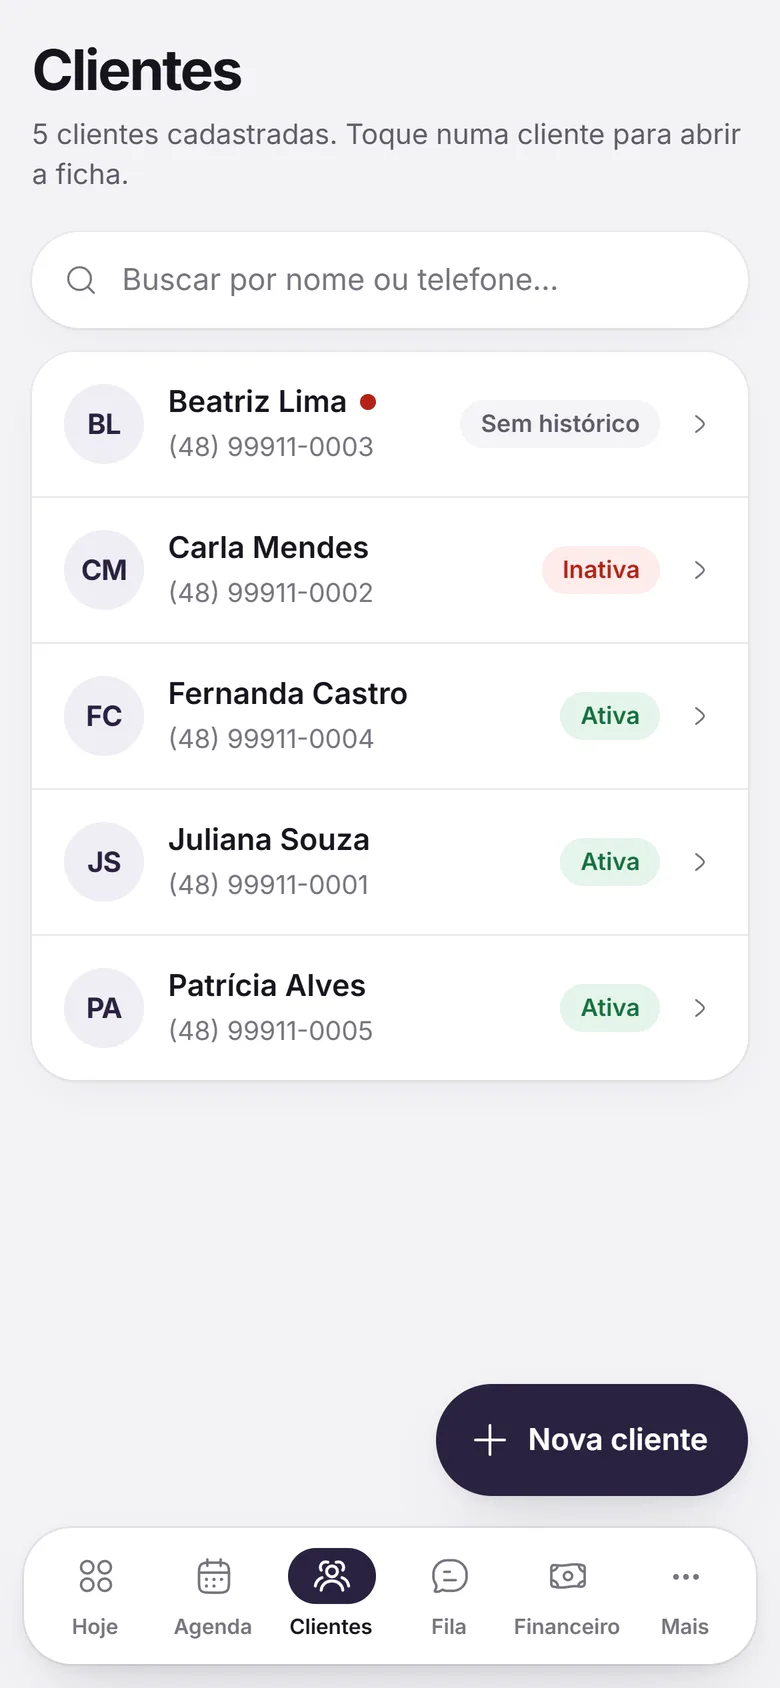 Clientes
5 clientes cadastradas. Toque numa cliente para abrir
a ficha.
Buscar por nome ou telefone...
BL
Beatriz Lima
(48) 99911-0003
Sem histórico
CM
Carla Mendes
(48) 99911-0002
Inativa
FC
Fernanda Castro
(48) 99911-0004
Ativa
JS
Juliana Souza
(48) 99911-0001
Ativa
PA
Patrícia Alves
(48) 99911-0005
Ativa
Nova cliente
Hoje
Agenda
Clientes
Fila
Financeiro
Mais